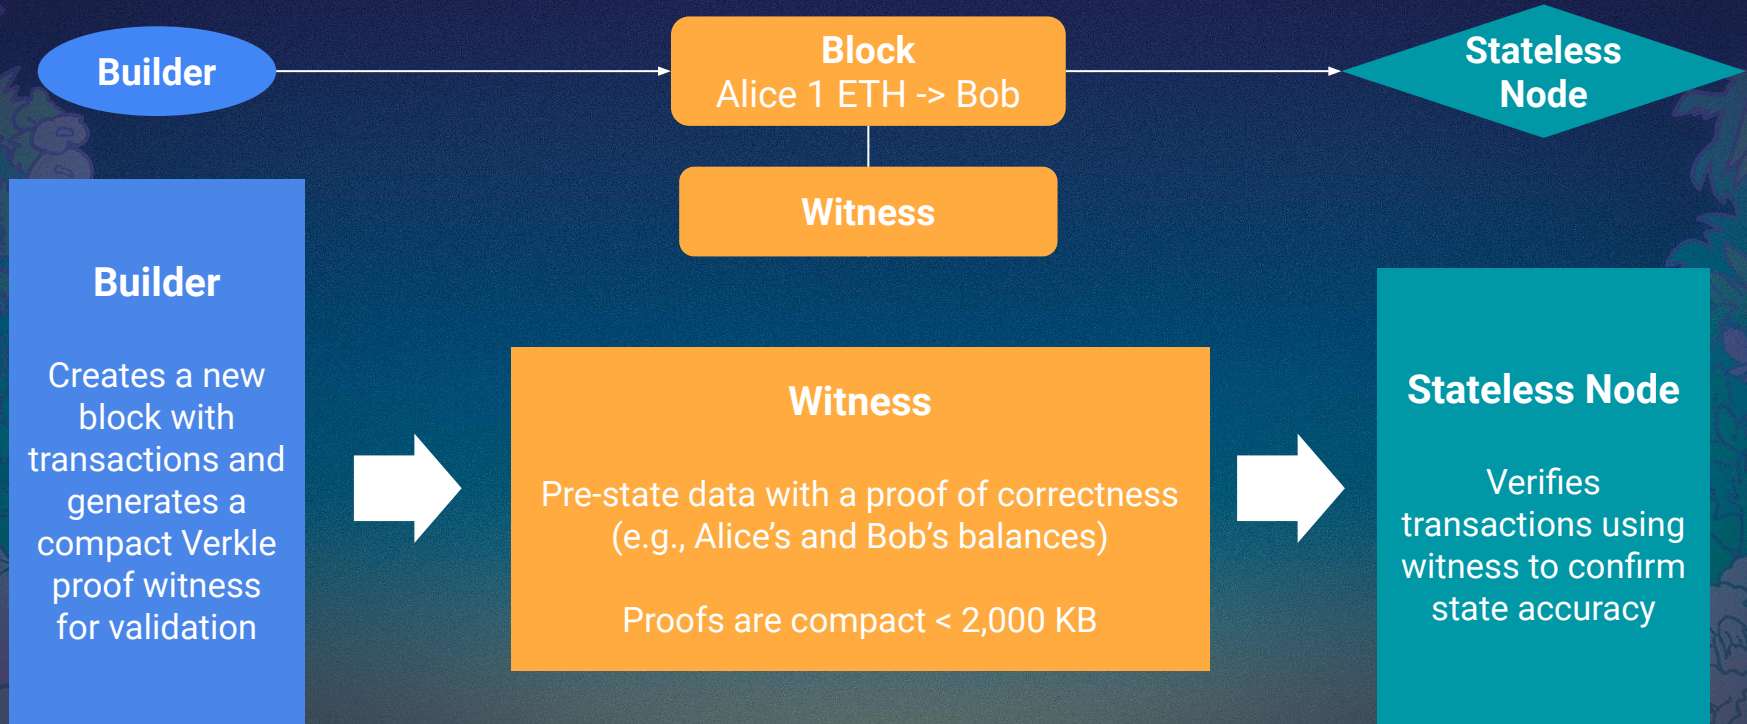 Builder
Block
Alice 1 ETH -> Bob
Stateless
Node
Witness
Builder
Creates a new
block with
transactions and
generates a
compact Verkle
proof witness
for validation
Witness
Pre-state data with a proof of correctness
(e.g., Alice’s and Bob’s balances)
Proofs are compact < 2,000 KB
Stateless Node
Verifies
transactions using
witness to confirm
state accuracy